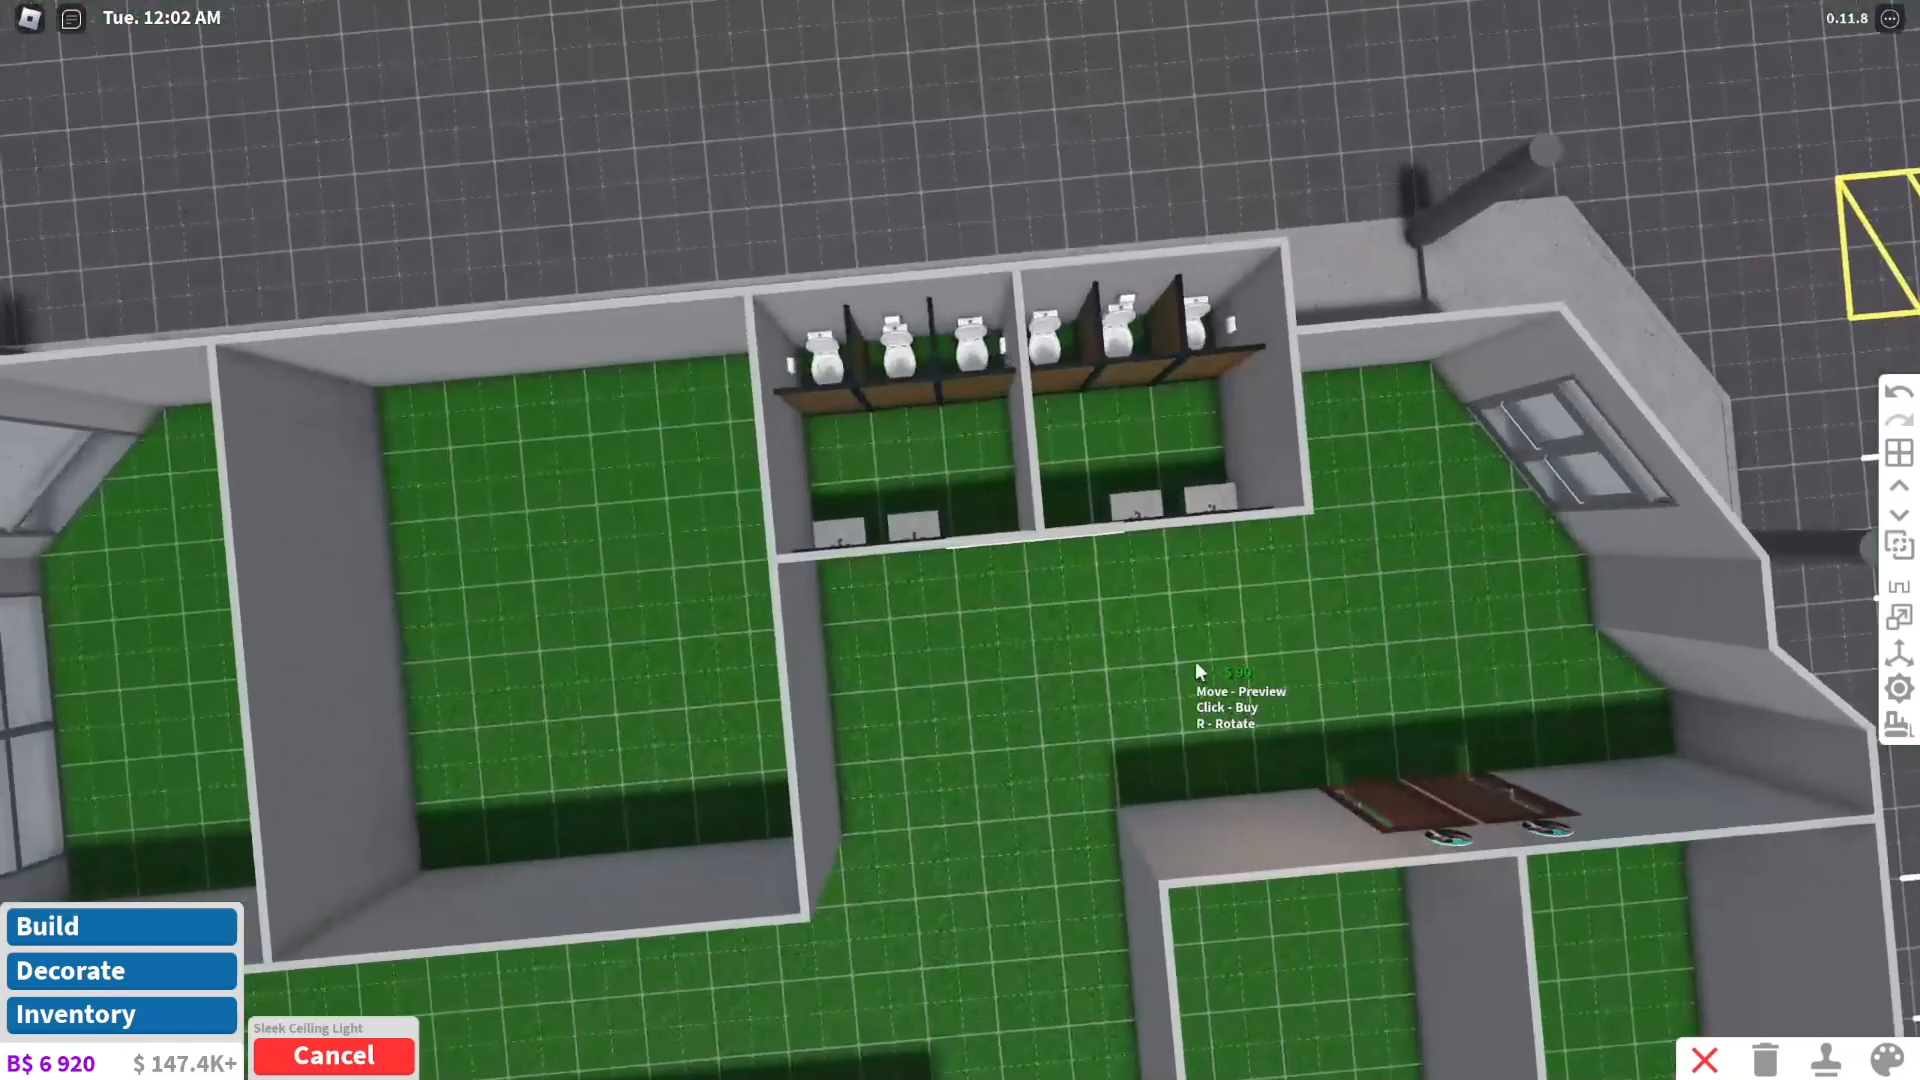 Tue. 12:02 AM
0.11.8
$90
Move - Preview
Click - Buy
R - Rotate
Build
Decorate
Inventory
Sleek Ceiling Light
Cancel
B$ 6 920
$ 147.4K+